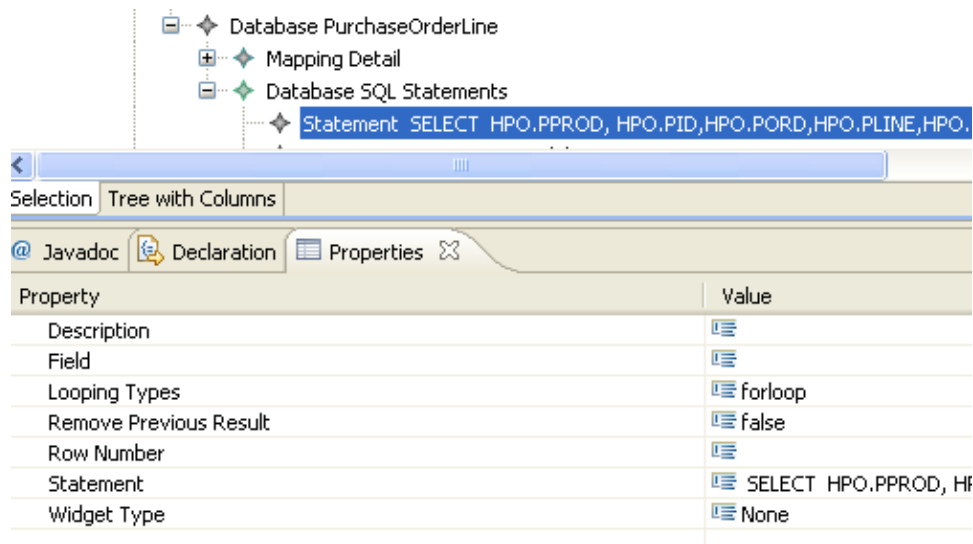 Database PurchaseOrderLine
Mapping Detail
Database SQL Statements
Statement SELECT HPO.PPROD, HPO.PID,HPO.PORD,HPO.PLINE,HPO.
Selection Tree with Columns
@ Javadoc Declaration Properties
Property Value
Description
Field
Looping Types forloop
Remove Previous Result false
Row Number
Statement SELECT HPO.PPROD, HP
Widget Type None